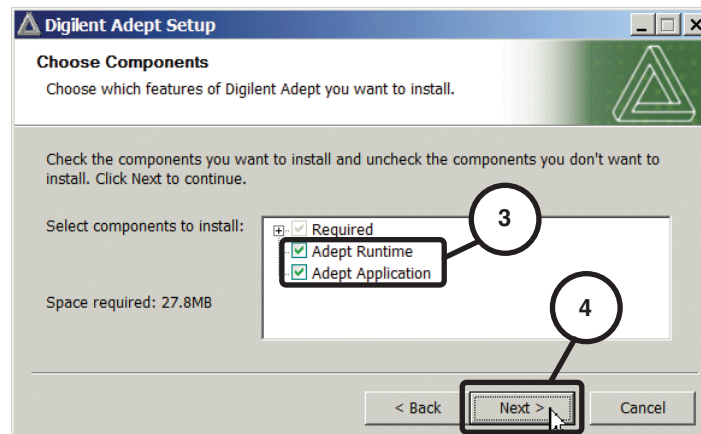 Digilent Adept Setup
Choose Components
Choose which features of Digilent Adept you want to install.
Check the components you want to install and uncheck the components you don't want to
install. Click Next to continue.
Select components to install:
Required
Adept Runtime
Adept Application
3
Space required: 27.8MB
4
< Back
Next >
Cancel